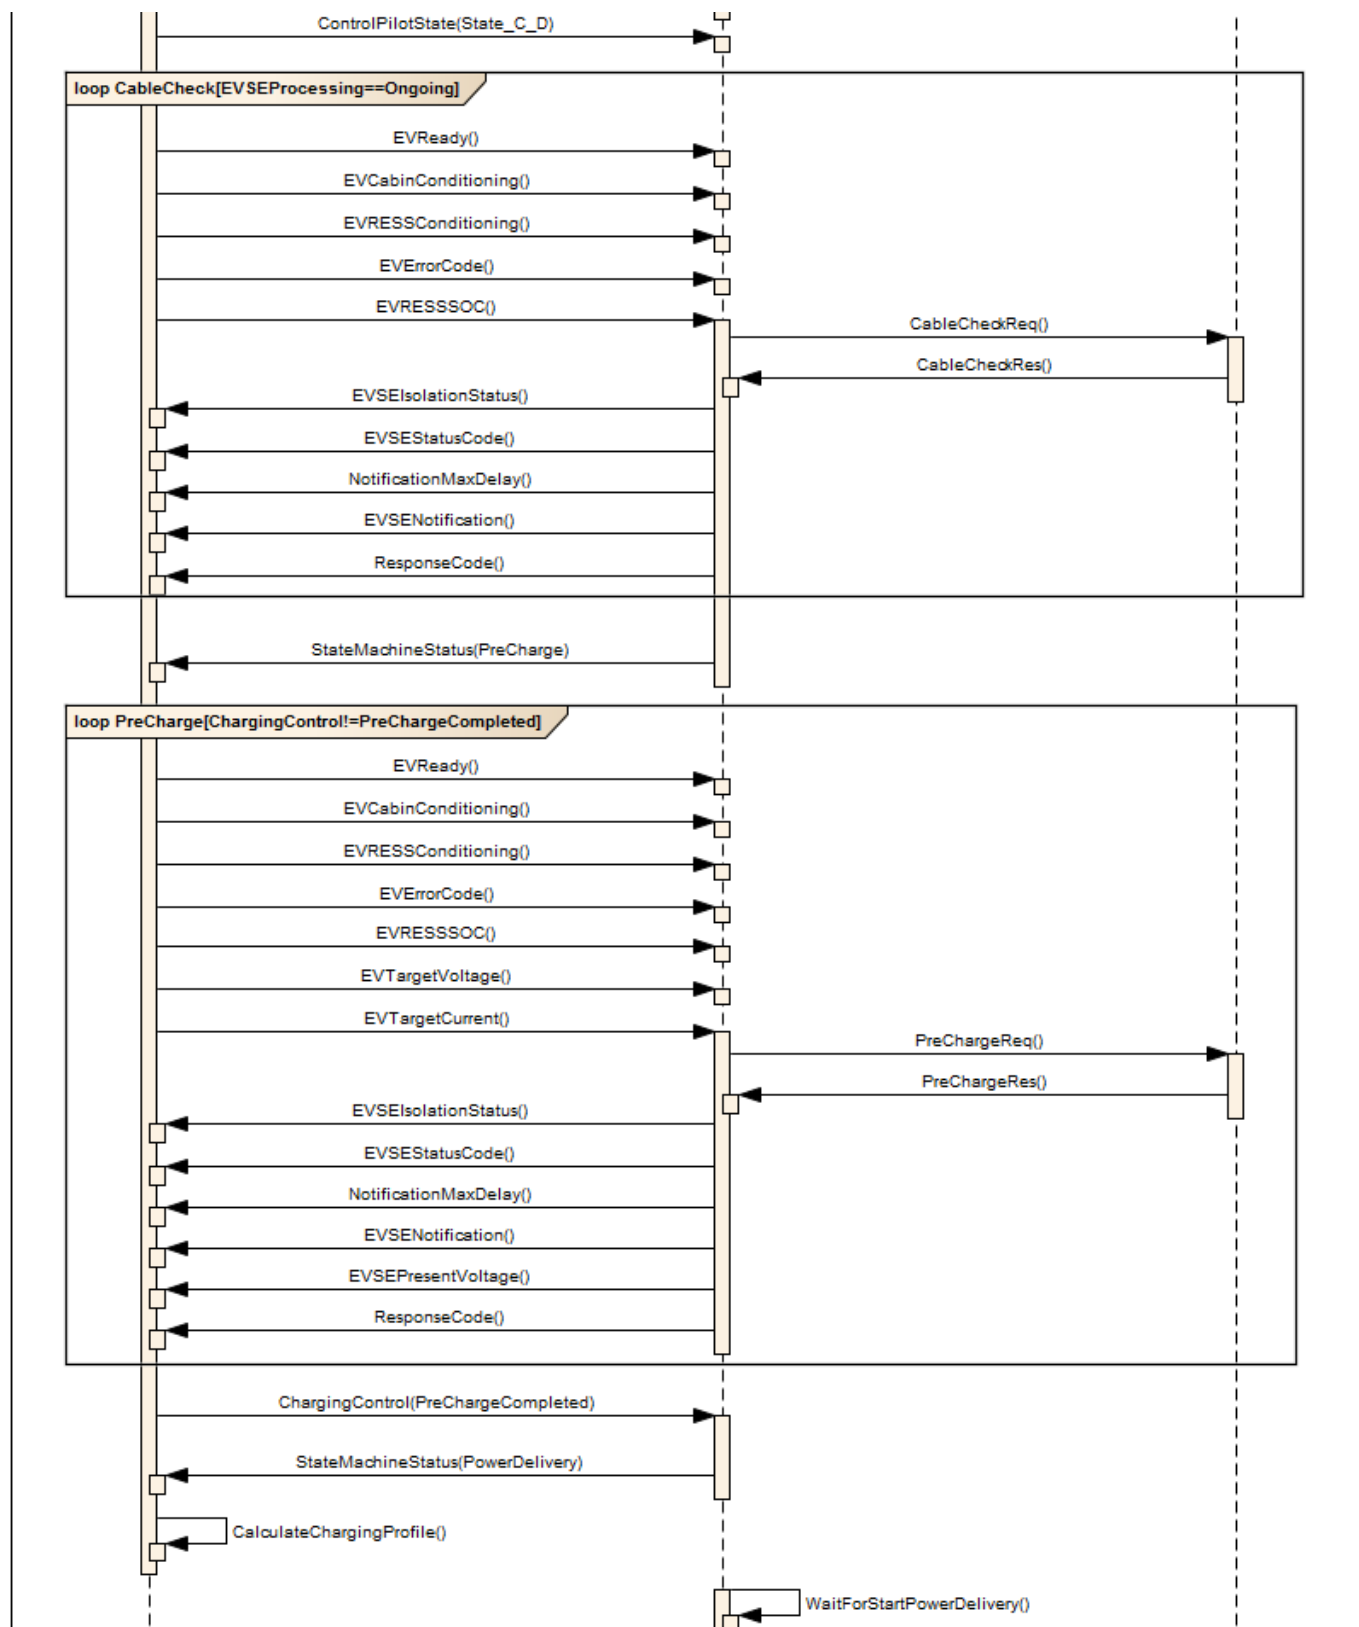 ControlPilotState(State_C_D)
loop CableCheck[EVSEProcessing==Ongoing]
EVReady()
EVCabinConditioning()
EVRESSConditioning()
EVErrorCode()
EVRESSSOC()
CableCheckReq()
CableCheckRes()
EVSEIsolationStatus()
EVSEStatusCode()
NotificationMaxDelay()
EVSENotification()
ResponseCode()
StateMachineStatus(PreCharge)
loop PreCharge[ChargingControl!=PreChargeCompleted]
EVReady()
EVCabinConditioning()
EVRESSConditioning()
EVErrorCode()
EVRESSSOC()
EVTargetVoltage()
EVTargetCurrent()
PreChargeReq()
PreChargeRes()
EVSEIsolationStatus()
EVSEStatusCode()
NotificationMaxDelay()
EVSENotification()
EVSEPresentVoltage()
ResponseCode()
ChargingControl(PreChargeCompleted)
StateMachineStatus(PowerDelivery)
CalculateChargingProfile()
WaitForStartPowerDelivery()